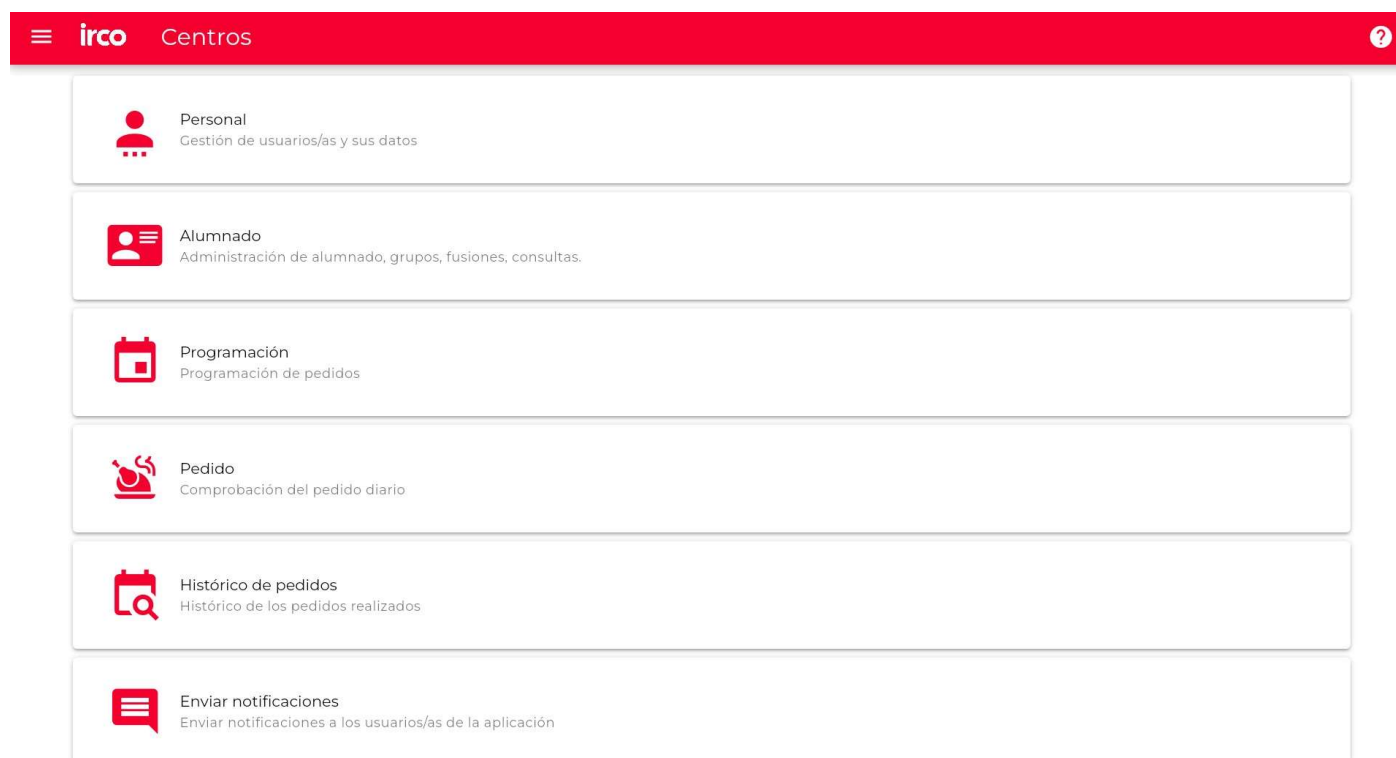 irco Centros
Personal
Gestión de usuarios/as y sus datos
Alumnado
Administración de alumnado, grupos, fusiones, consultas.
Programación
Programación de pedidos
Pedido
Comprobación del pedido diario
Histórico de pedidos
Histórico de los pedidos realizados
Enviar notificaciones
Enviar notificaciones a los usuarios/as de la aplicación